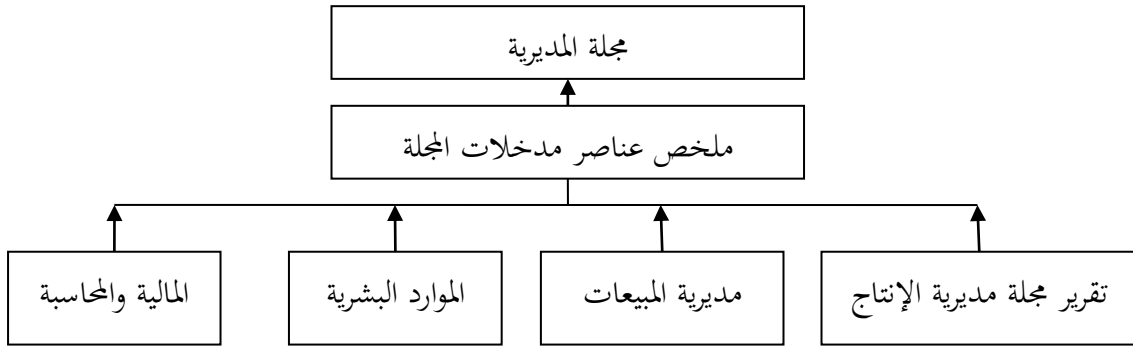 مجلة المديرية
ملخص عناصر مدخلات المجلة
تقرير مجلة مديرية الإنتاج
مديرية المبيعات
الموارد البشرية
المالية والمحاسبة